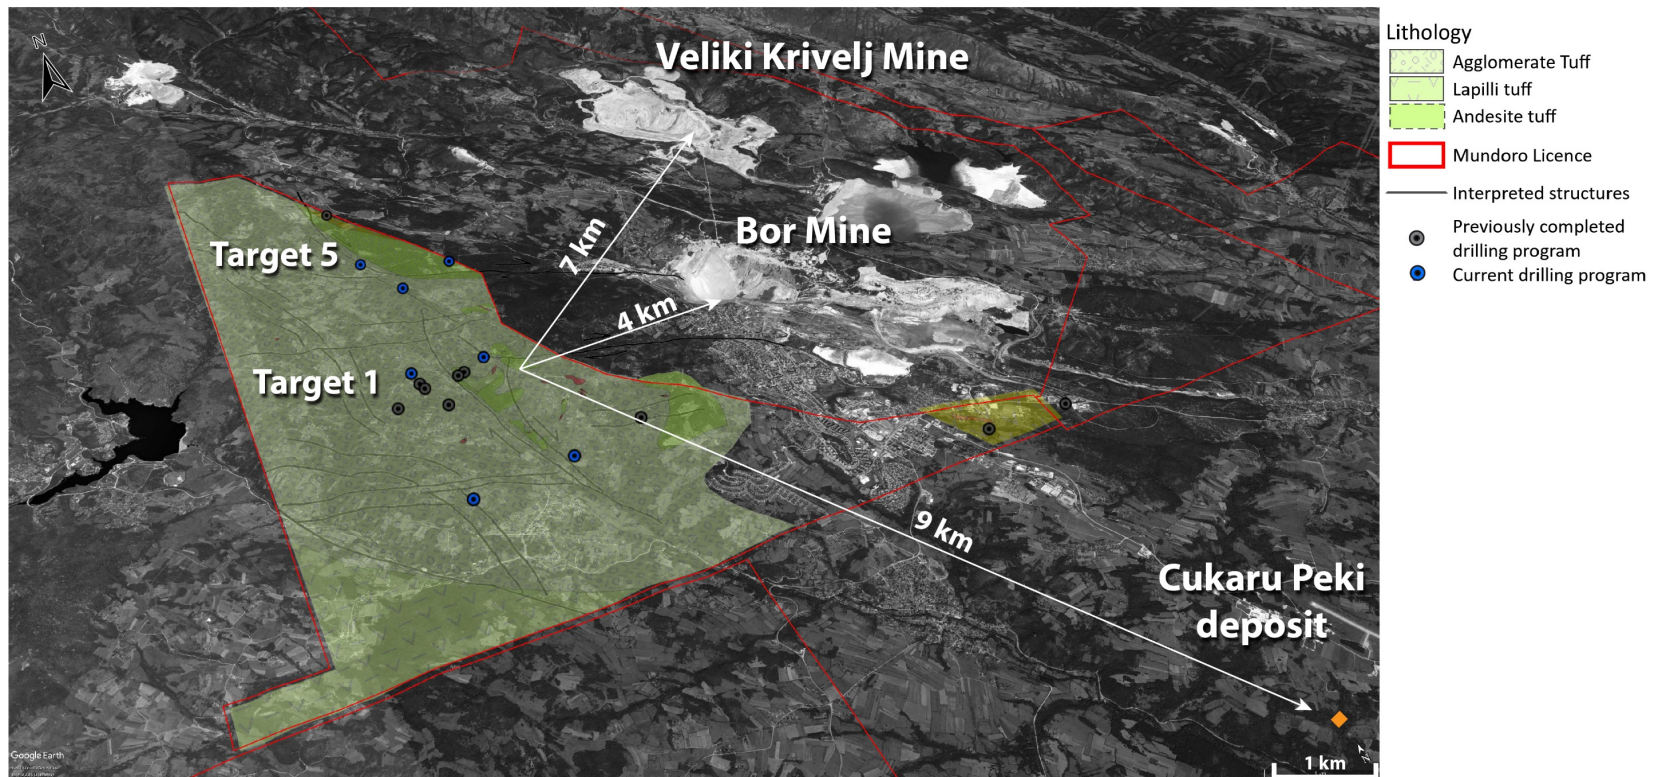 N
Veliki Krivelj Mine
Bor Mine
Target 5
7 km
4 km
Target 1
9 km
Cukaru Peki
deposit
Google Earth
1 km
Lithology
Agglomerate Tuff
Lapilli tuff
Andesite tuff
Mundoro Licence
Interpreted structures
Previously completed
drilling program
Current drilling program